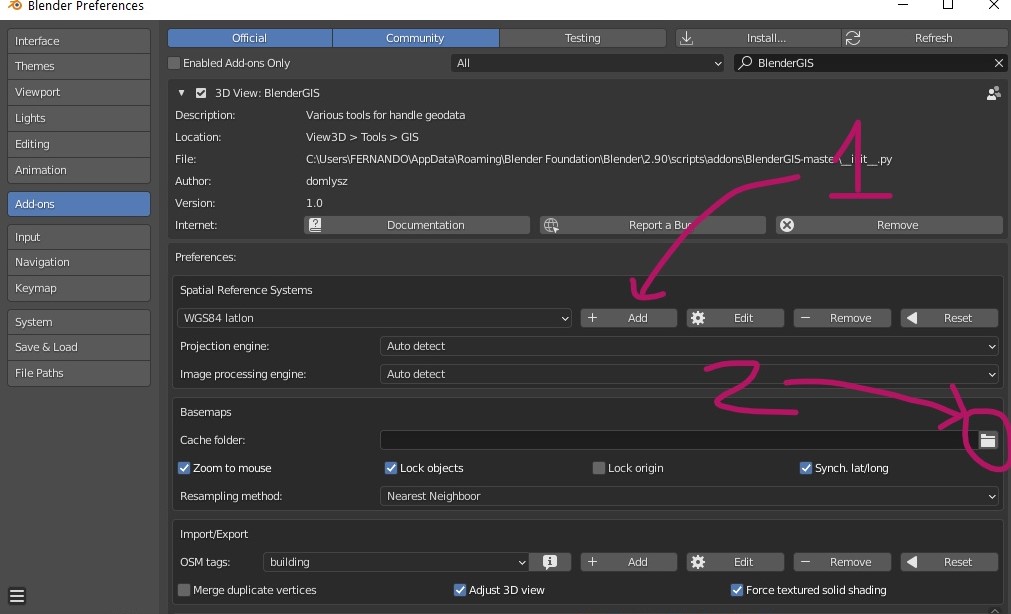 Blender Preferences
Interface
Themes
Viewport
Lights
Editing
Animation
Add-ons
Input
Navigation
Keymap
System
Save & Load
File Paths
Official Community Testing Install... Refresh
Enabled Add-ons Only All BlenderGIS
3D View: BlenderGIS
Description: Various tools for handle geodata
Location: View3D > Tools > GIS
File: C:\Users\FERNANDO\AppData\Roaming\Blender Foundation\Blender\2.90\scripts\addons\BlenderGIS-master\__init__.py
Author: domlysz
Version: 1.0
Internet: Documentation Report a Bug Remove
1
Preferences:
Spatial Reference Systems
WGS84 latlon Add Edit Remove Reset
Projection engine: Auto detect
Image processing engine: Auto detect
2
Basemaps
Cache folder:
Zoom to mouse Lock objects Lock origin Synch. lat/long
Resampling method: Nearest Neighboor
Import/Export
OSM tags: building Add Edit Remove Reset
Merge duplicate vertices Adjust 3D view Force textured solid shading